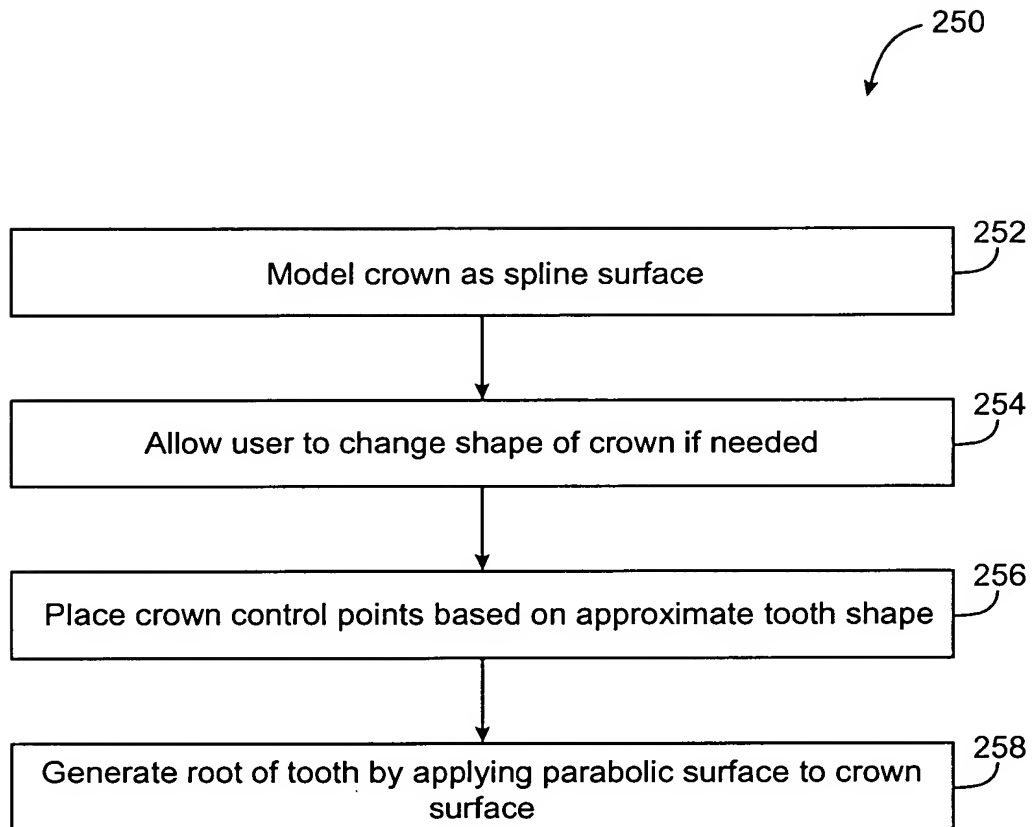 250
252
Model crown as spline surface
254
Allow user to change shape of crown if needed
256
Place crown control points based on approximate tooth shape
258
Generate root of tooth by applying parabolic surface to crown
surface